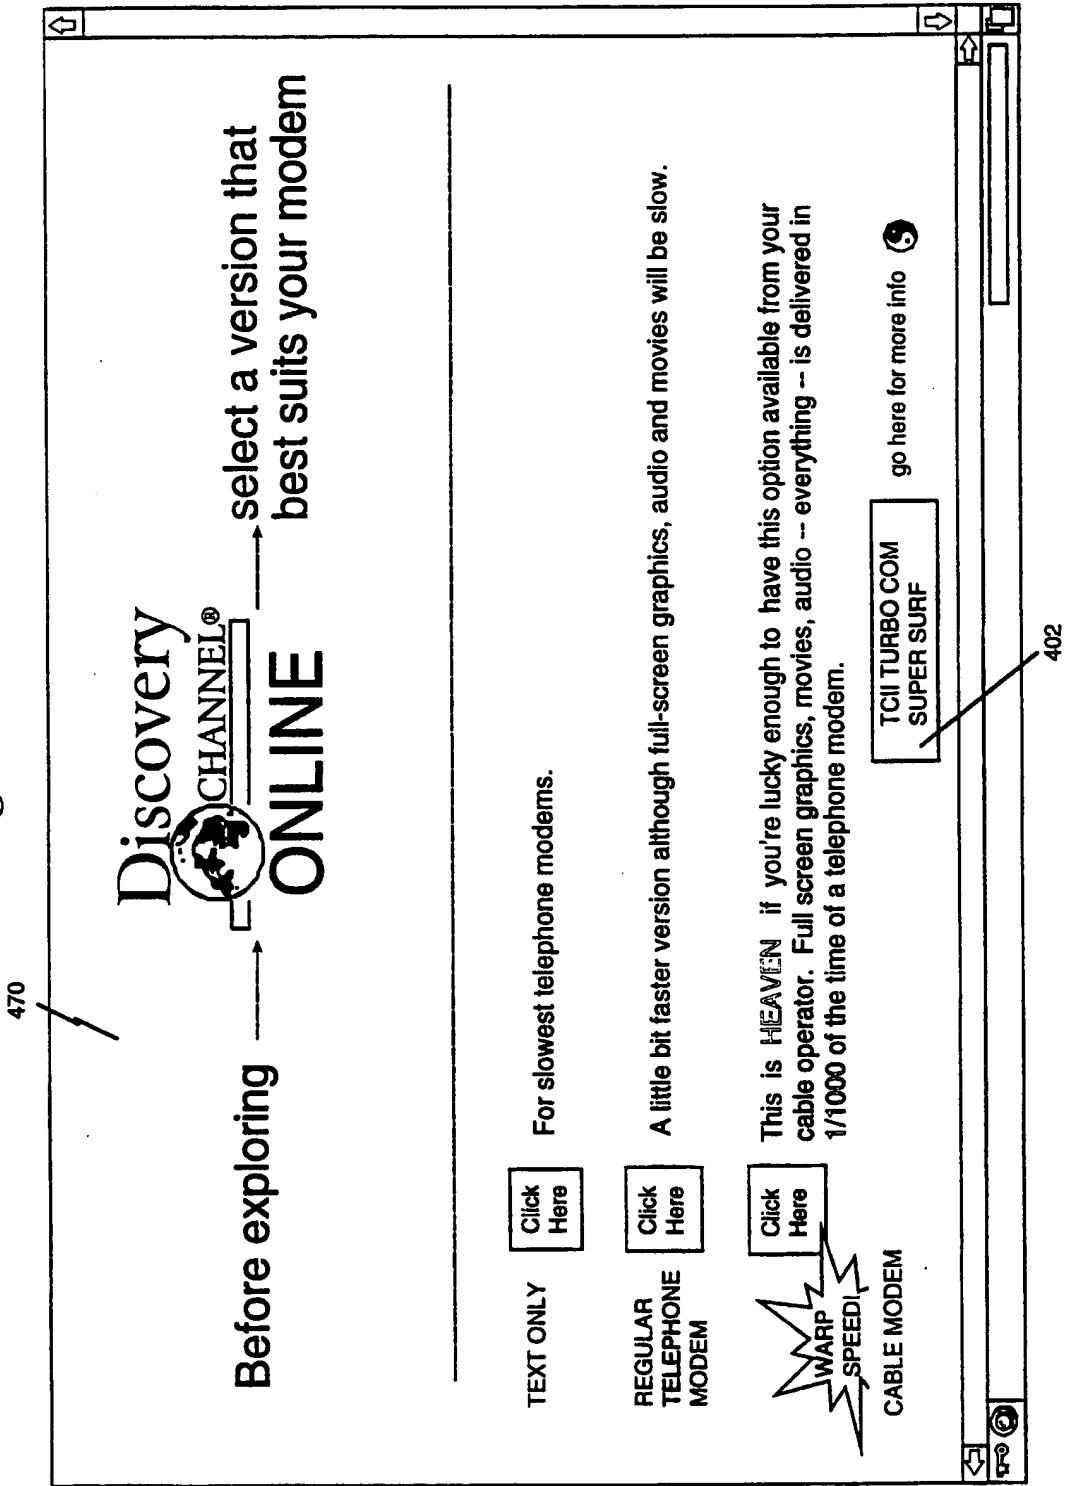 470
Before exploring
Discovery
CHANNEL®
ONLINE
select a version that
best suits your modem
TEXT ONLY
Click
Here
For slowest telephone modems.
REGULAR
TELEPHONE
MODEM
Click
Here
A little bit faster version although full-screen graphics, audio and movies will be slow.
WARP
SPEED!
CABLE MODEM
Click
Here
This is HEAVEN if you're lucky enough to have this option available from your
cable operator. Full screen graphics, movies, audio -- everything -- is delivered in
1/1000 of the time of a telephone modem.
TCII TURBO COM
SUPER SURF
go here for more info
402